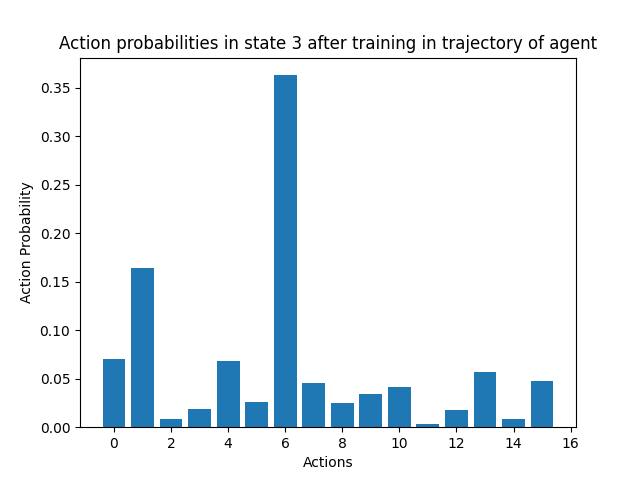 Action probabilities in state 3 after training in trajectory of agent
Action Probability
0.35
0.30
0.25
0.20
0.15
0.10
0.05
0.00
0 2 4 6 8 10 12 14 16
Actions